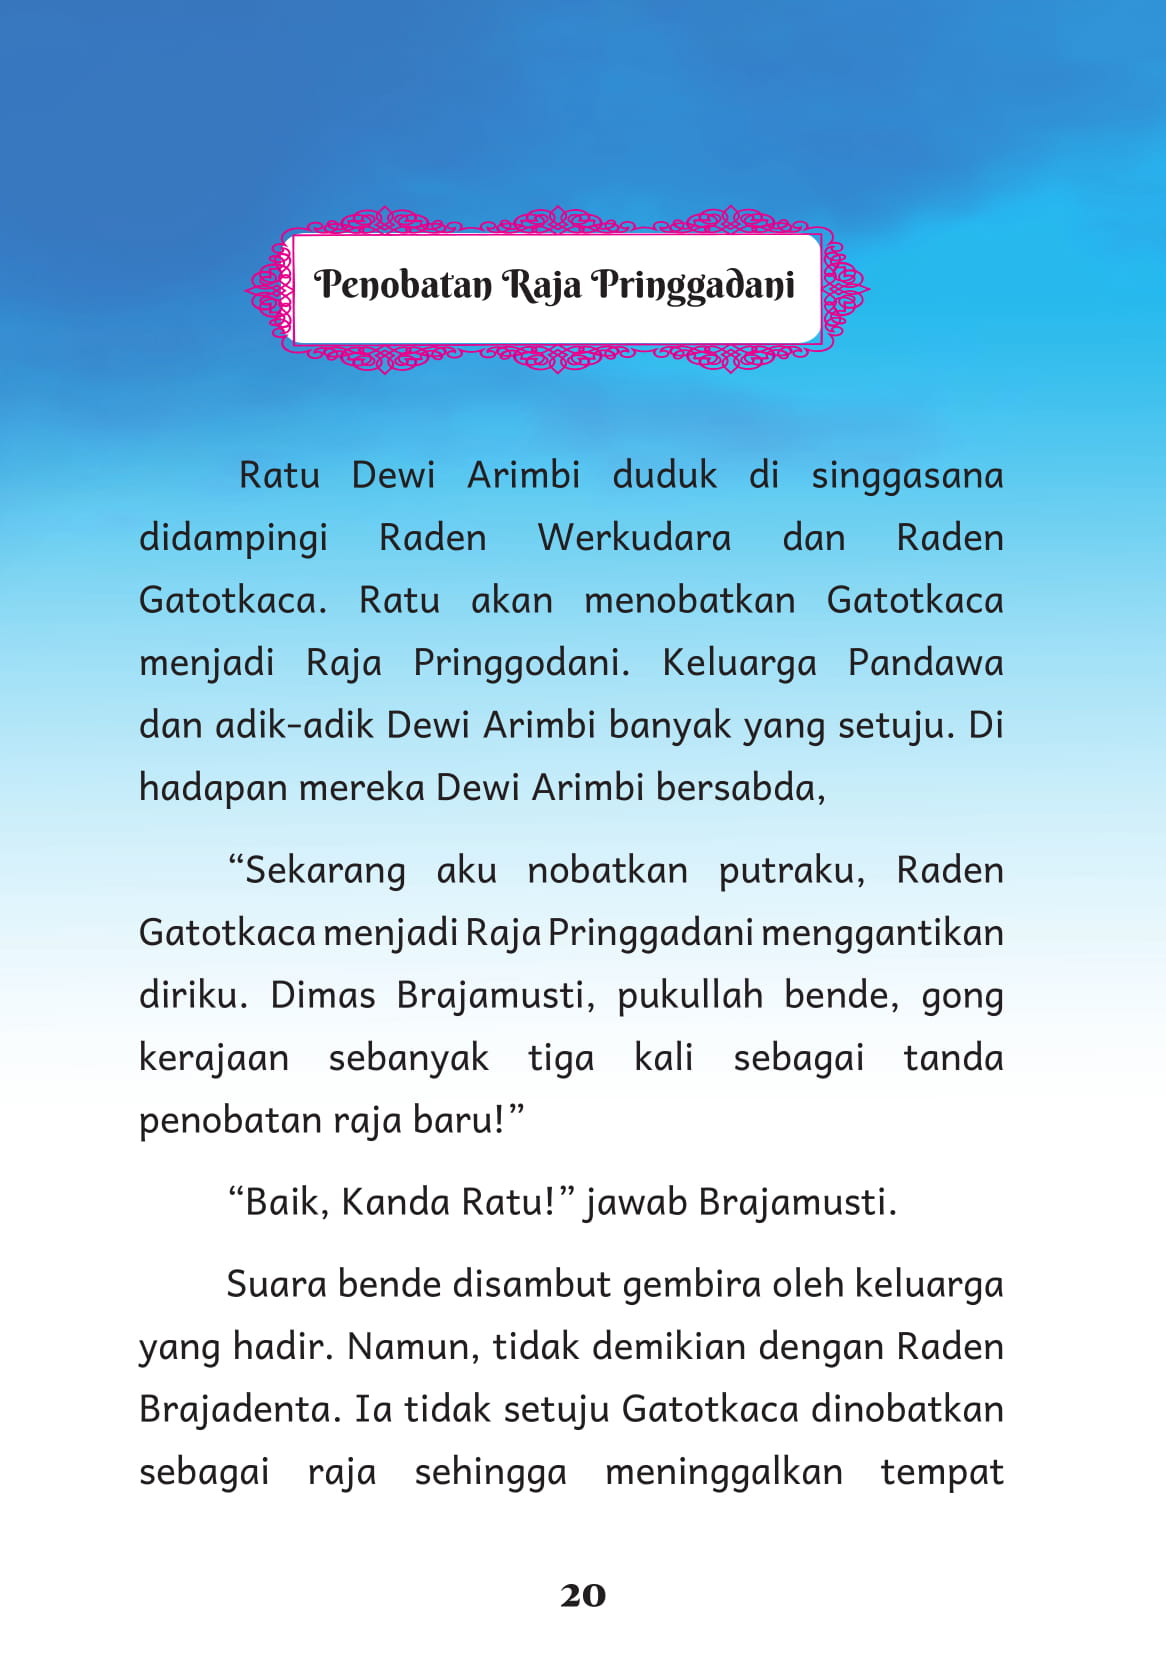 Penobatan Raja Pringgadani
Ratu Dewi Arimbi duduk di singgasana
didampingi Raden Werkudara dan Raden
Gatotkaca. Ratu akan menobatkan Gatotkaca
menjadi Raja Pringgodani. Keluarga Pandawa
dan adik-adik Dewi Arimbi banyak yang setuju. Di
hadapan mereka Dewi Arimbi bersabda,
“Sekarang aku nobatkan putraku, Raden
Gatotkaca menjadi Raja Pringgadani menggantikan
diriku. Dimas Brajamusti, pukullah bende, gong
kerajaan sebanyak tiga kali sebagai tanda
penobatan raja baru!”
“Baik, Kanda Ratu!” jawab Brajamusti.
Suara bende disambut gembira oleh keluarga
yang hadir. Namun, tidak demikian dengan Raden
Brajadenta. Ia tidak setuju Gatotkaca dinobatkan
sebagai raja sehingga meninggalkan tempat
20